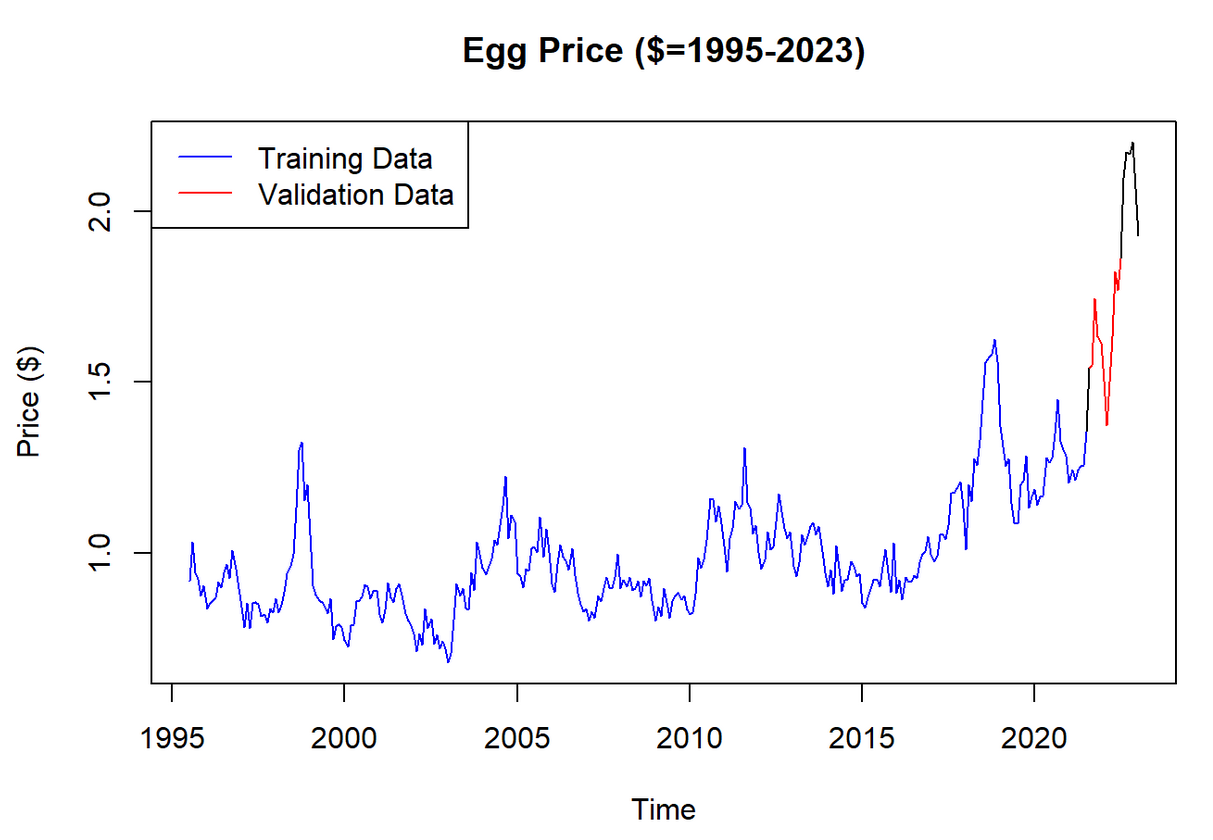 Egg Price ($=1995-2023)
Training Data
Validation Data
Price ($)
2.0
1.5
1.0
1995 2000 2005 2010 2015 2020
Time